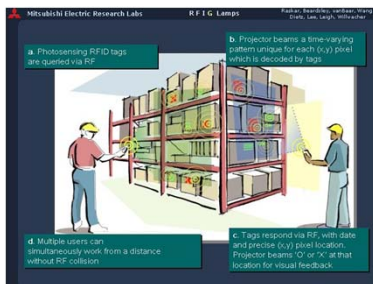 Mitsubishi Electric Research Labs
R F I G Lamps
Raskar, Beardsley, vanBaar, Wang
Dietz, Lee, Leigh, Willwacher
a. Photosensing RFID tags
are queried via RF
b. Projector beams a time-varying
pattern unique for each (x,y) pixel
which is decoded by tags
d. Multiple users can
simultaneously work from a distance
without RF collision
c. Tags respond via RF, with date
and precise (x,y) pixel location.
Projector beams 'O' or 'X' at that
location for visual feedback